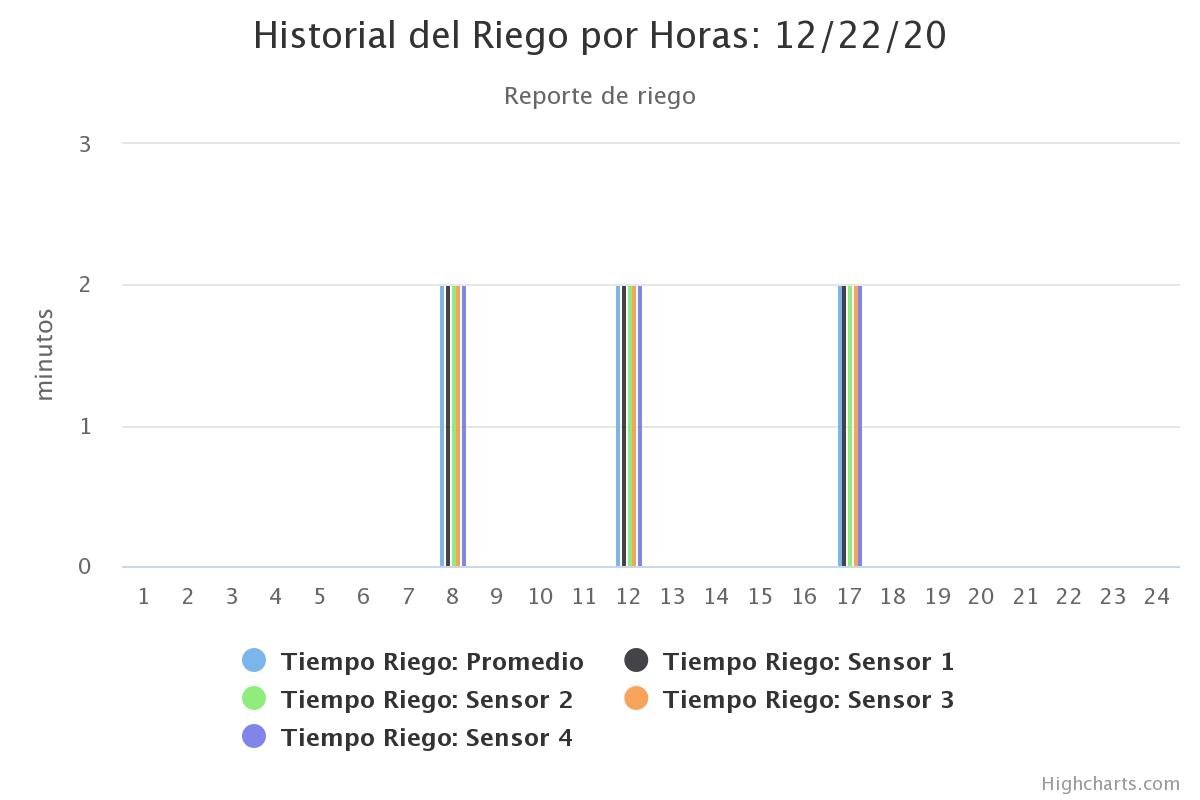 Historial del Riego por Horas: 12/22/20
Reporte de riego
3
2
1
0
minutos
1 2 3 4 5 6 7 8 9 10 11 12 13 14 15 16 17 18 19 20 21 22 23 24
Tiempo Riego: Promedio Tiempo Riego: Sensor 1
Tiempo Riego: Sensor 2 Tiempo Riego: Sensor 3
Tiempo Riego: Sensor 4
Highcharts.com